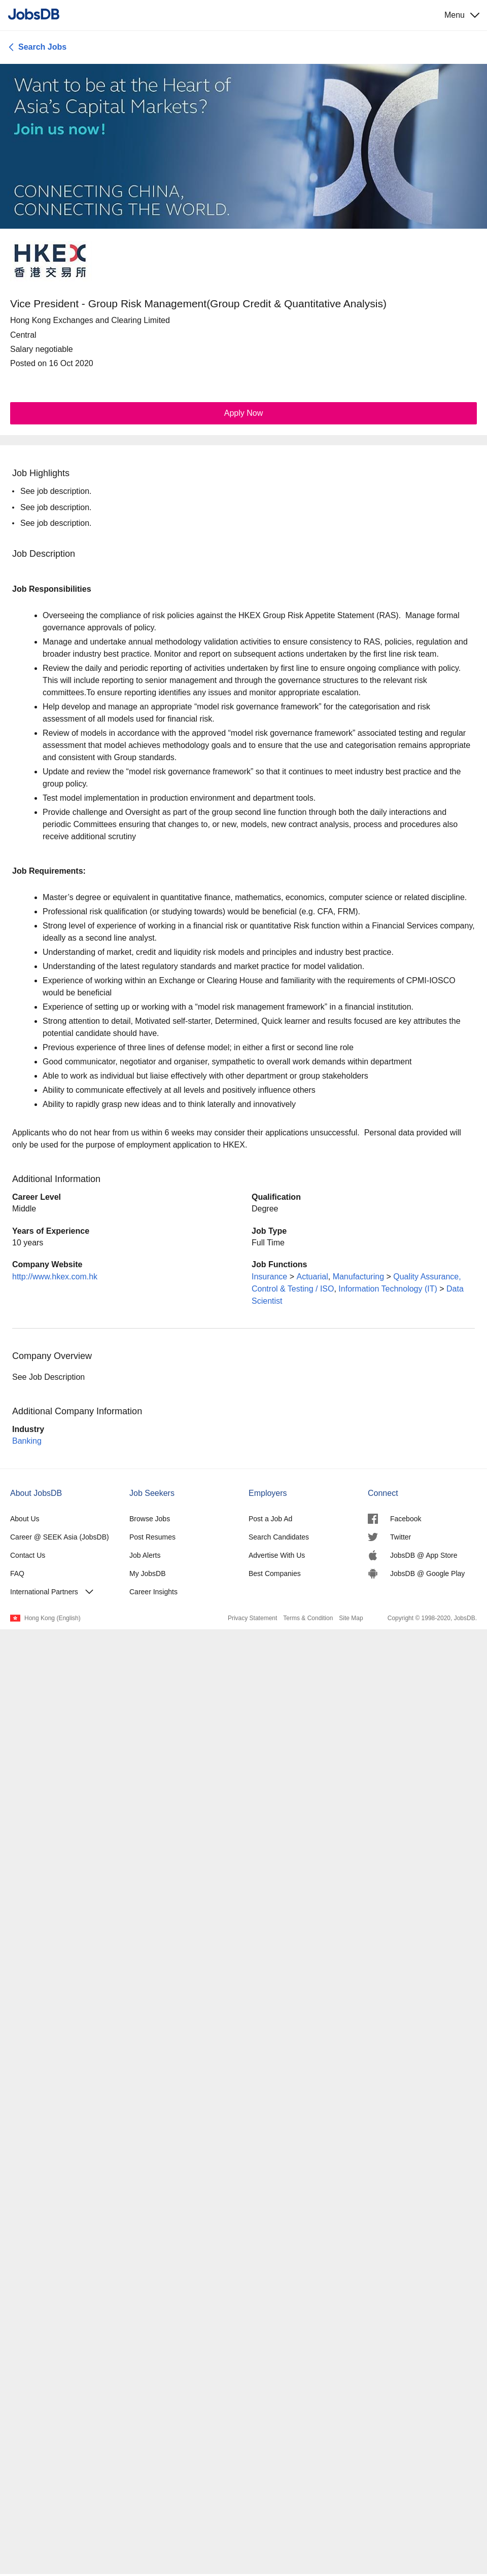 JobsDB
Menu
Search Jobs
Want to be at the Heart of
Asia's Capital Markets?
Join us now!
CONNECTING CHINA,
CONNECTING THE WORLD.
HKEX
香港交易所
Vice President - Group Risk Management(Group Credit & Quantitative Analysis)
Hong Kong Exchanges and Clearing Limited
Central
Salary negotiable
Posted on 16 Oct 2020
Apply Now
Job Highlights
• See job description.
• See job description.
• See job description.
Job Description
Job Responsibilities
• Overseeing the compliance of risk policies against the HKEX Group Risk Appetite Statement (RAS).  Manage formal
governance approvals of policy.
• Manage and undertake annual methodology validation activities to ensure consistency to RAS, policies, regulation and
broader industry best practice. Monitor and report on subsequent actions undertaken by the first line risk team.
• Review the daily and periodic reporting of activities undertaken by first line to ensure ongoing compliance with policy.
This will include reporting to senior management and through the governance structures to the relevant risk
committees.To ensure reporting identifies any issues and monitor appropriate escalation.
• Help develop and manage an appropriate “model risk governance framework” for the categorisation and risk
assessment of all models used for financial risk.
• Review of models in accordance with the approved “model risk governance framework” associated testing and regular
assessment that model achieves methodology goals and to ensure that the use and categorisation remains appropriate
and consistent with Group standards.
• Update and review the “model risk governance framework” so that it continues to meet industry best practice and the
group policy.
• Test model implementation in production environment and department tools.
• Provide challenge and Oversight as part of the group second line function through both the daily interactions and
periodic Committees ensuring that changes to, or new, models, new contract analysis, process and procedures also
receive additional scrutiny
Job Requirements:
• Master’s degree or equivalent in quantitative finance, mathematics, economics, computer science or related discipline.
• Professional risk qualification (or studying towards) would be beneficial (e.g. CFA, FRM).
• Strong level of experience of working in a financial risk or quantitative Risk function within a Financial Services company,
ideally as a second line analyst.
• Understanding of market, credit and liquidity risk models and principles and industry best practice.
• Understanding of the latest regulatory standards and market practice for model validation.
• Experience of working within an Exchange or Clearing House and familiarity with the requirements of CPMI-IOSCO
would be beneficial
• Experience of setting up or working with a “model risk management framework” in a financial institution.
• Strong attention to detail, Motivated self-starter, Determined, Quick learner and results focused are key attributes the
potential candidate should have.
• Previous experience of three lines of defense model; in either a first or second line role
• Good communicator, negotiator and organiser, sympathetic to overall work demands within department
• Able to work as individual but liaise effectively with other department or group stakeholders
• Ability to communicate effectively at all levels and positively influence others
• Ability to rapidly grasp new ideas and to think laterally and innovatively
Applicants who do not hear from us within 6 weeks may consider their applications unsuccessful.  Personal data provided will
only be used for the purpose of employment application to HKEX.
Additional Information
Career Level
Middle
Qualification
Degree
Years of Experience
10 years
Job Type
Full Time
Company Website
http://www.hkex.com.hk
Job Functions
Insurance > Actuarial, Manufacturing > Quality Assurance,
Control & Testing / ISO, Information Technology (IT) > Data
Scientist
Company Overview
See Job Description
Additional Company Information
Industry
Banking
About JobsDB
About Us
Career @ SEEK Asia (JobsDB)
Contact Us
FAQ
International Partners
Job Seekers
Browse Jobs
Post Resumes
Job Alerts
My JobsDB
Career Insights
Employers
Post a Job Ad
Search Candidates
Advertise With Us
Best Companies
Connect
Facebook
Twitter
JobsDB @ App Store
JobsDB @ Google Play
Hong Kong (English)
Privacy Statement
Terms & Condition
Site Map
Copyright © 1998-2020, JobsDB.